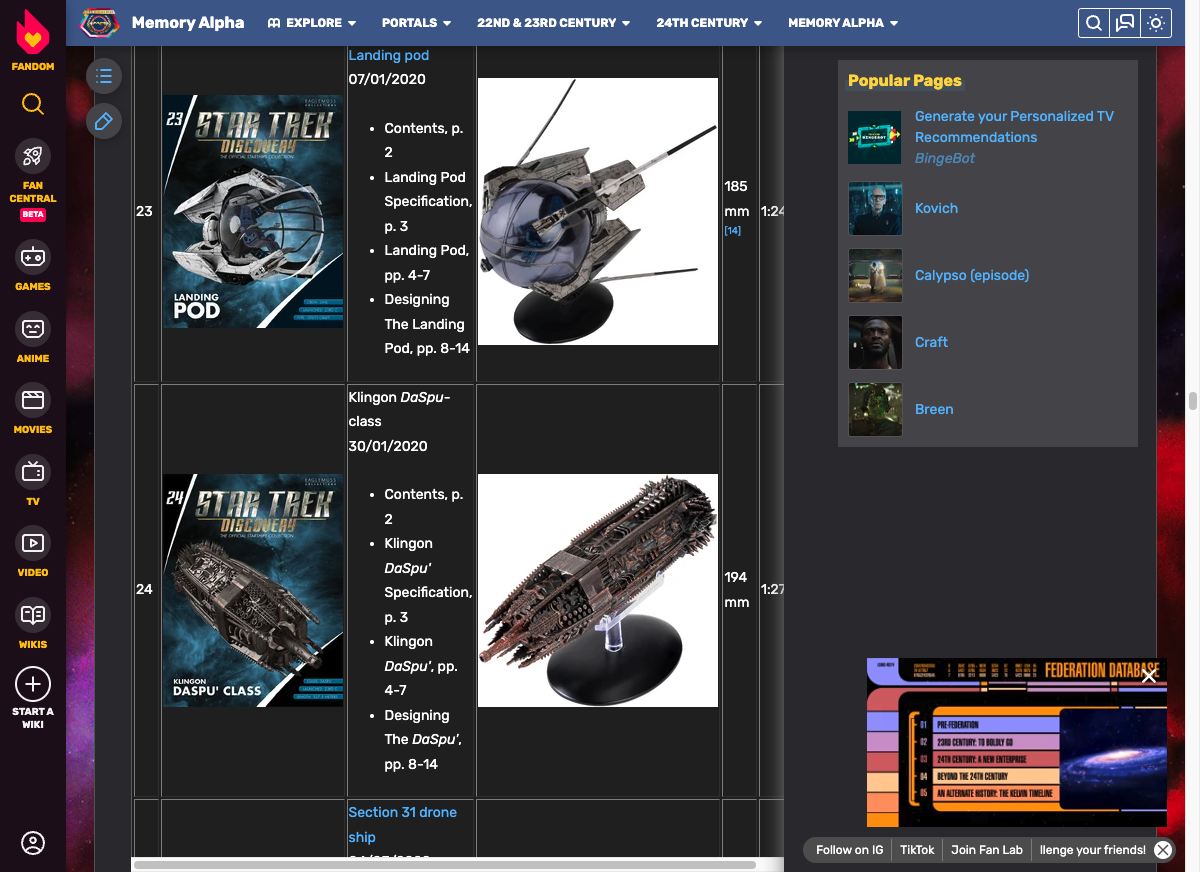 Memory Alpha
EXPLORE
PORTALS
22ND & 23RD CENTURY
24TH CENTURY
MEMORY ALPHA
FANDOM
FAN CENTRAL
BETA
GAMES
ANIME
MOVIES
TV
VIDEO
WIKIS
START A WIKI
23
EAGLEMOSS
COLLECTIONS
23
STAR TREK
DISCOVERY
THE OFFICIAL STARSHIPS COLLECTION
LANDING
POD
Landing pod
07/01/2020
Contents, p.
2
Landing Pod
Specification,
p. 3
Landing Pod,
pp. 4-7
Designing
The Landing
Pod, pp. 8-14
185
mm
[14]
1:24
24
EAGLEMOSS
COLLECTIONS
24
STAR TREK
DISCOVERY
THE OFFICIAL STARSHIPS COLLECTION
KLINGON
DASPU' CLASS
Klingon DaSpu-
class
30/01/2020
Contents, p.
2
Klingon
DaSpu'
Specification,
p. 3
Klingon
DaSpu', pp.
4-7
Designing
The DaSpu',
pp. 8-14
194
mm
1:27
Section 31 drone
ship
Popular Pages
Generate your Personalized TV
Recommendations
BingeBot
Kovich
Calypso (episode)
Craft
Breen
FEDERATION DATABASE
01 PRE-FEDERATION
02 23RD CENTURY: TO BOLDLY GO
03 24TH CENTURY: A NEW ENTERPRISE
04 BEYOND THE 24TH CENTURY
05 AN ALTERNATE HISTORY: THE KELVIN TIMELINE
Follow on IG
TikTok
Join Fan Lab
llenge your friends!